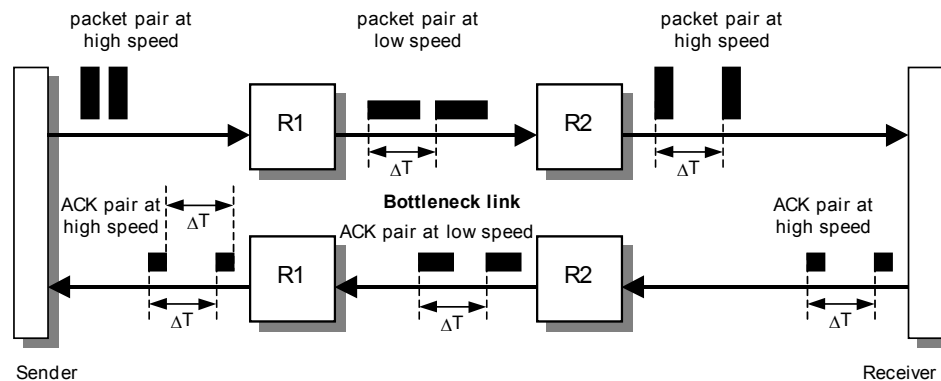 packet pair at
high speed
packet pair at
low speed
packet pair at
high speed
R1
R2
ΔT
ΔT
ACK pair at
high speed
ΔT
Bottleneck link
ACK pair at low speed
ACK pair at
high speed
R1
R2
ΔT
ΔT
ΔT
Sender
Receiver